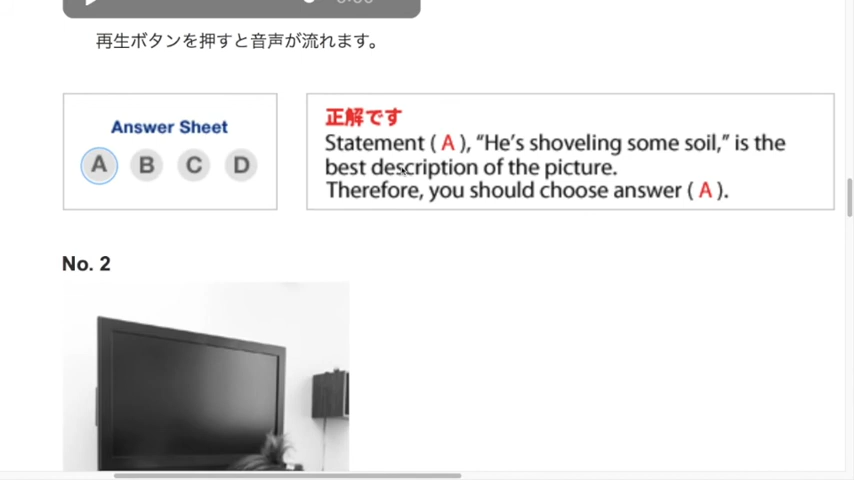 再生ボタンを押すと音声が流れます。
Answer Sheet
A B C D
正解です
Statement ( A ), “He’s shoveling some soil,” is the
best description of the picture.
Therefore, you should choose answer ( A ).
No. 2